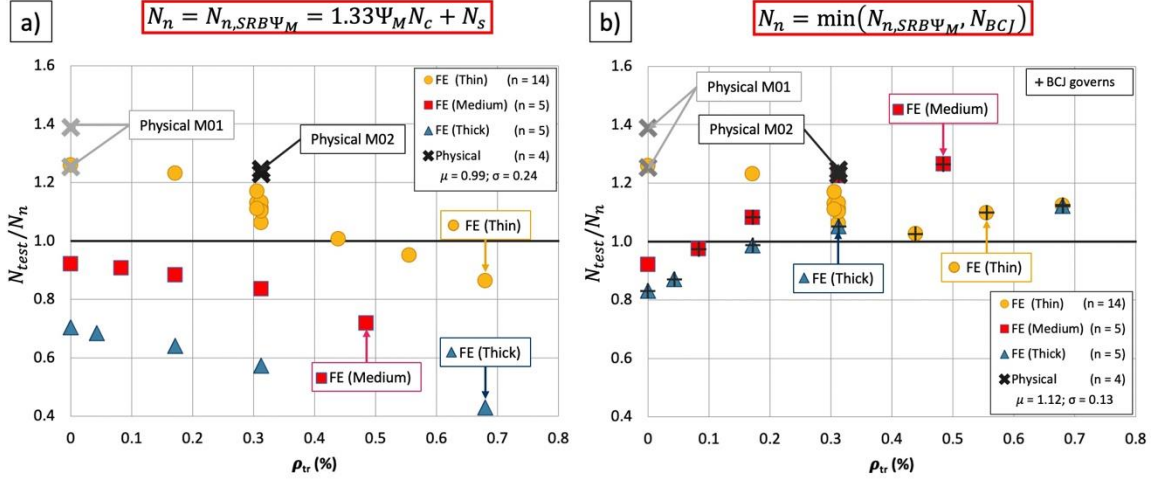 a)
N_n = N_{n,SRBΨ_M} = 1.33Ψ_M N_c + N_s
1.6
1.4
1.2
1.0
0.8
0.6
0.4
N_test/N_n
Physical M01
Physical M02
FE (Thin) (n = 14)
FE (Medium) (n = 5)
FE (Thick) (n = 5)
Physical (n = 4)
μ = 0.99; σ = 0.24
FE (Thin)
FE (Medium)
FE (Thick)
0 0.1 0.2 0.3 0.4 0.5 0.6 0.7 0.8
ρ_tr (%)
b)
N_n = min(N_{n,SRBΨ_M}, N_BCJ)
1.6
1.4
1.2
1.0
0.8
0.6
0.4
N_test/N_n
Physical M01
Physical M02
FE (Medium)
+ BCJ governs
FE (Thick)
FE (Thin)
FE (Thin) (n = 14)
FE (Medium) (n = 5)
FE (Thick) (n = 5)
Physical (n = 4)
μ = 1.12; σ = 0.13
0 0.1 0.2 0.3 0.4 0.5 0.6 0.7 0.8
ρ_tr (%)